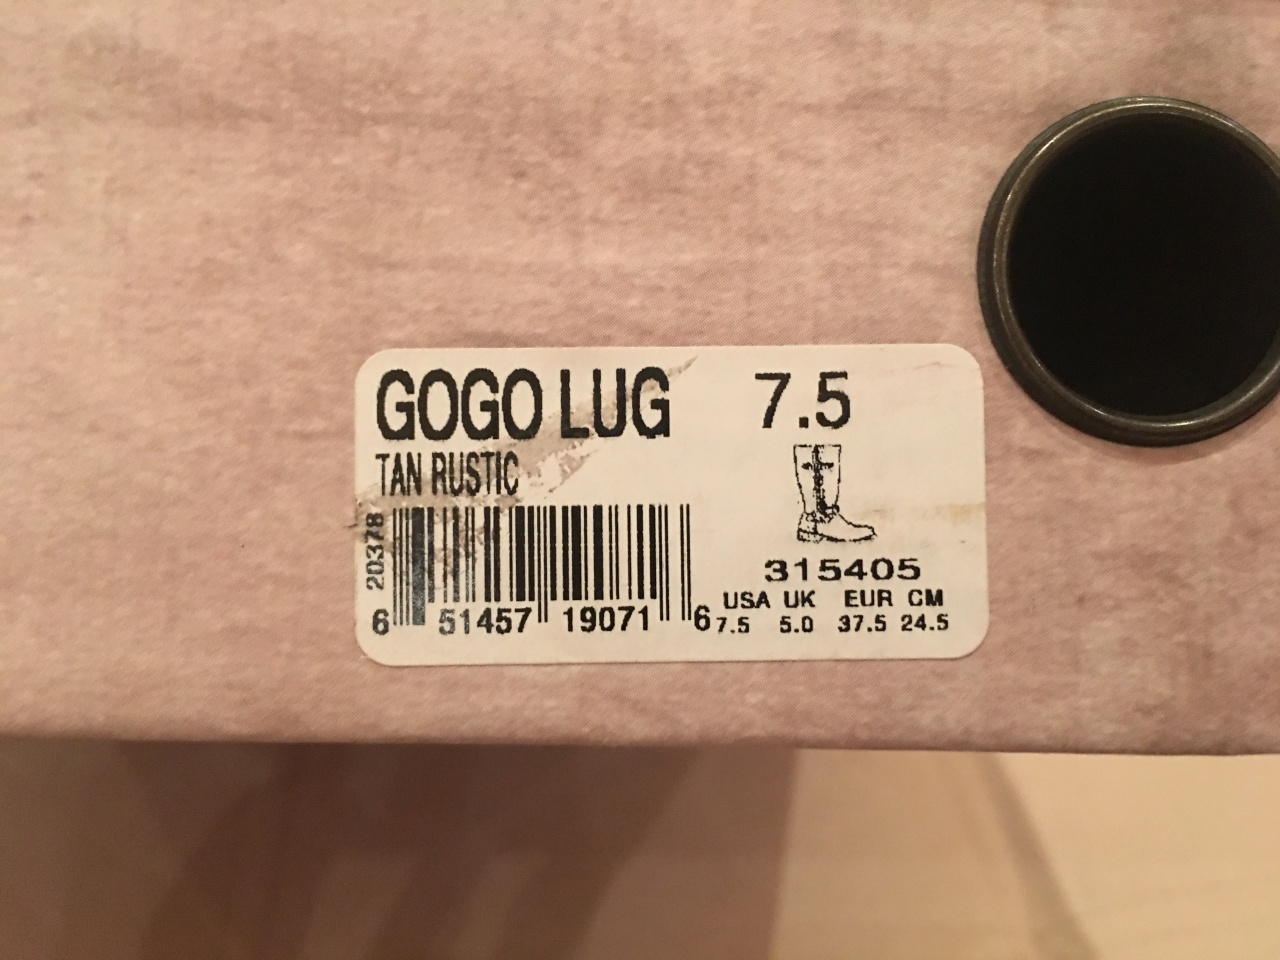 GOGO LUG 7.5
TAN RUSTIC
20378
6 51457 19071 6
315405
USA UK EUR CM
7.5 5.0 37.5 24.5